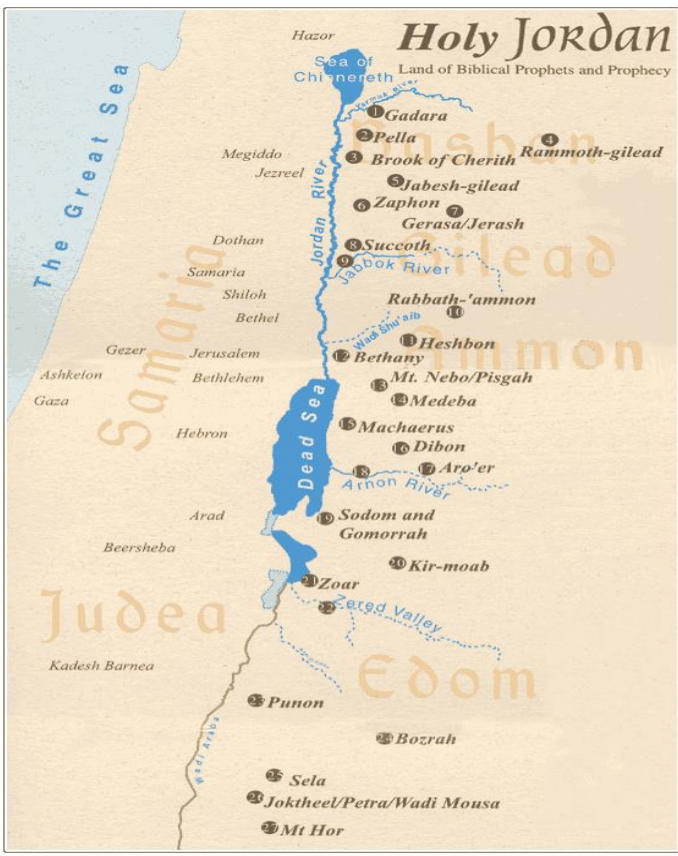 Holy Jordan
Land of Biblical Prophets and Prophecy
Hazor
Sea of
Chinnereth
The Great Sea
Yarmuk River
1 Gadara
Bashan
2 Pella
3 Brook of Cherith
4
Rammoth-gilead
Megiddo
Jezreel
5
Jabesh-gilead
6 Zaphon
7
Gerasa/Jerash
Jordan River
Dothan
8 Succoth
9
Jabbok River
Gilead
Samaria
Samaria
Shiloh
Bethel
Rabbath-'ammon
10
Wadi Shu'aib
11 Heshbon
Ammon
12 Bethany
Gezer
Jerusalem
Ashkelon
Bethlehem
Gaza
Mt. Nebo/Pisgah
13
14 Medeba
Dead Sea
15 Machaerus
Hebron
16 Dibon
17 Aro'er
18
Arnon River
Arad
19 Sodom and
Gomorrah
Beersheba
20 Kir-moab
21 Zoar
22
Zered Valley
Judea
Kadesh Barnea
Edom
23 Punon
24 Bozrah
Wadi Araba
25 Sela
26 Joktheel/Petra/Wadi Mousa
27 Mt Hor